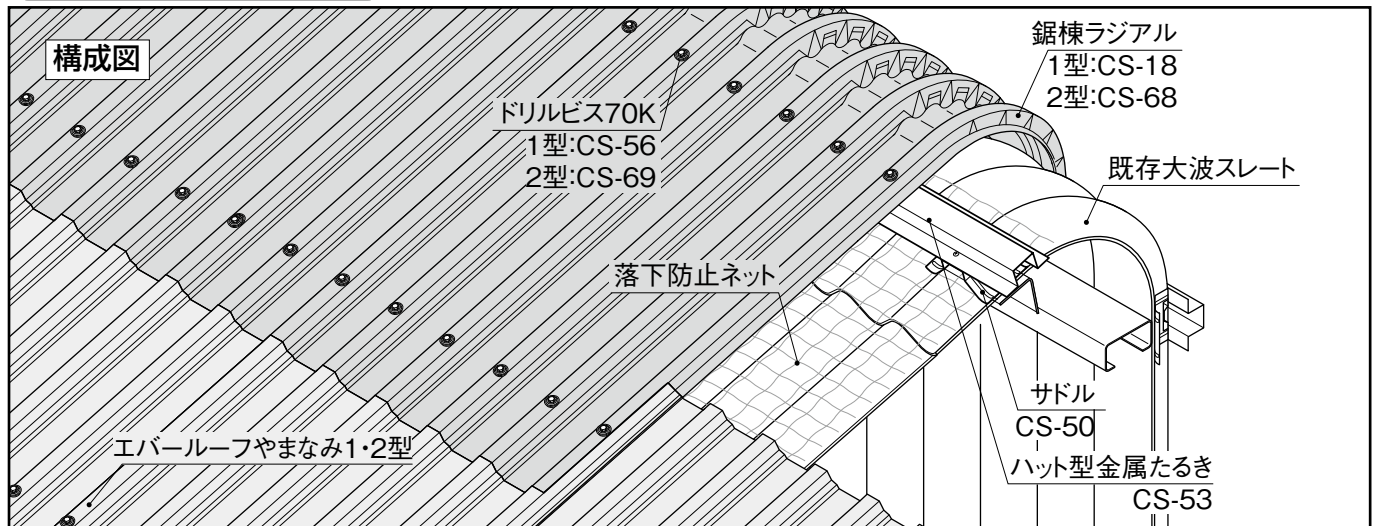 構成図
鋸棟ラジアル
1型:CS-18
2型:CS-68
ドリルビス70K
1型:CS-56
2型:CS-69
既存大波スレート
落下防止ネット
サドル
CS-50
エバールーフやまなみ1・2型
ハット型金属たるき
CS-53